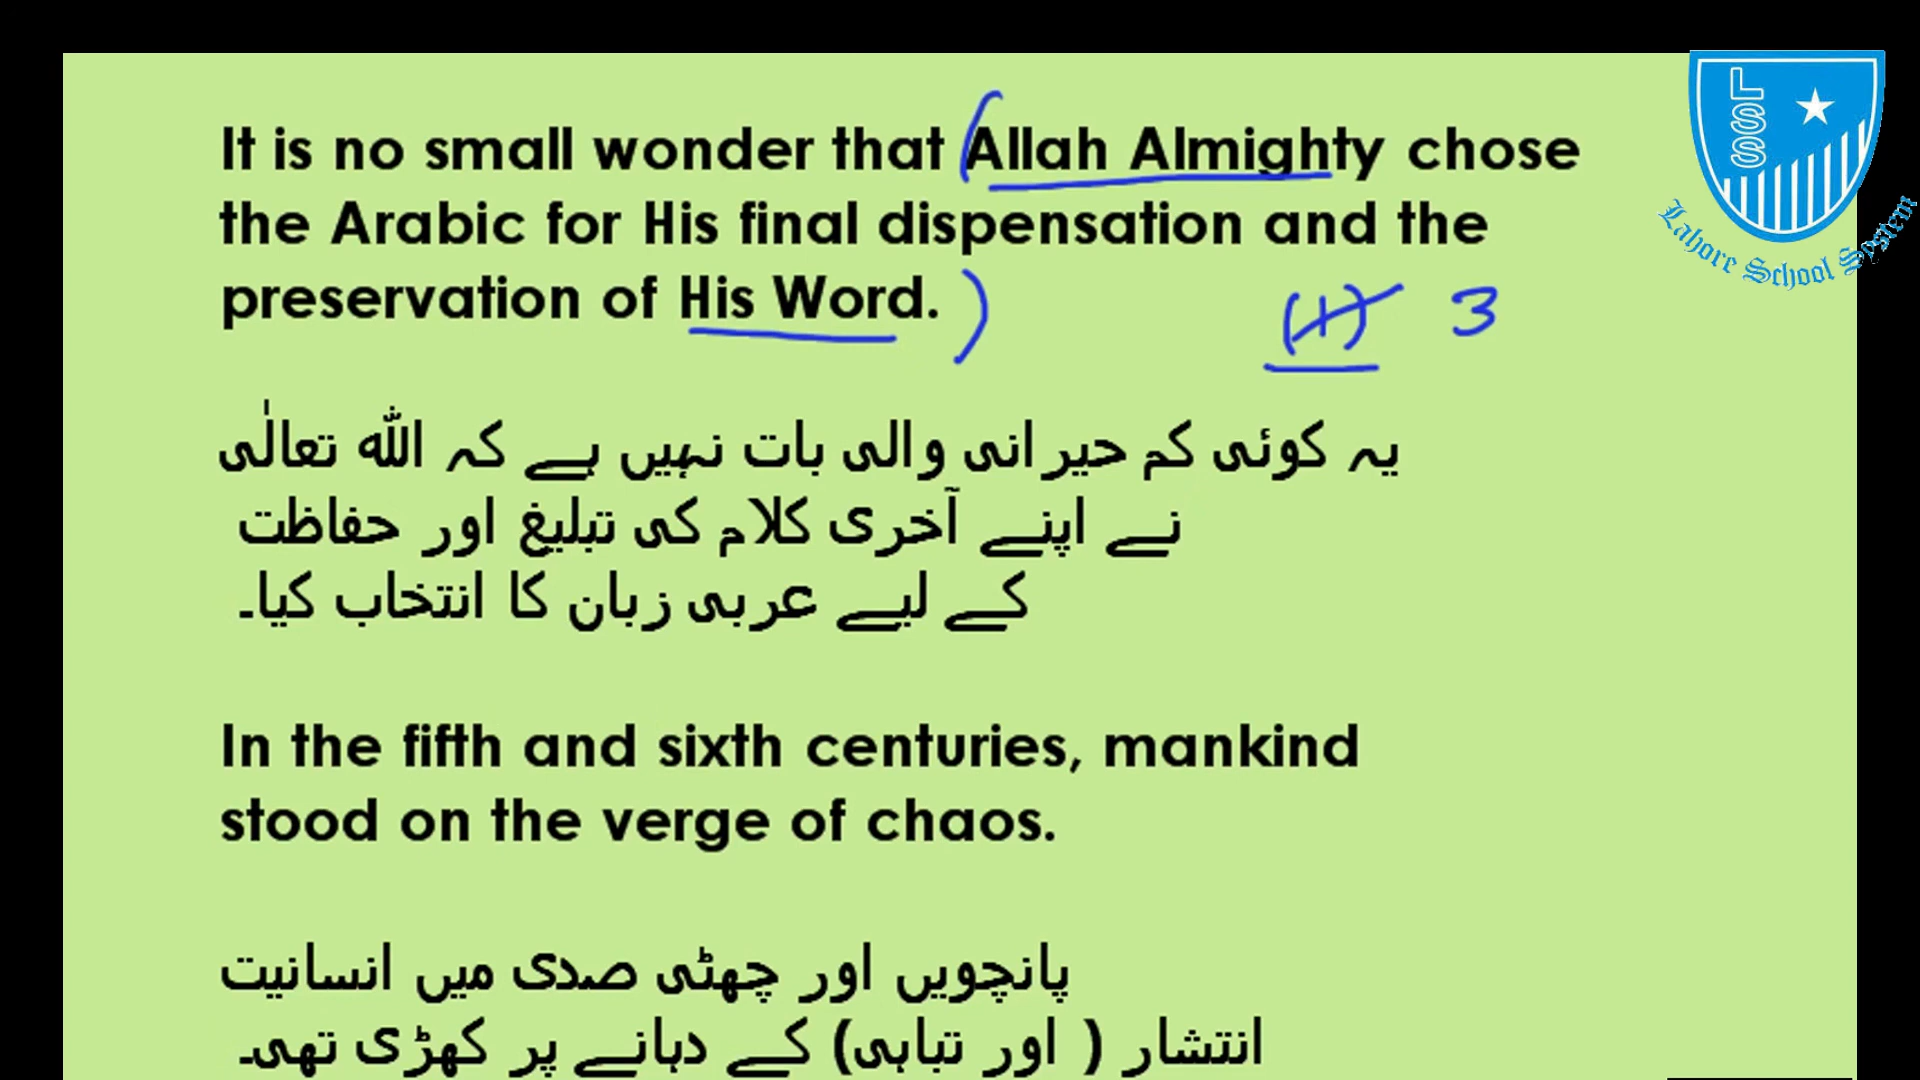 It is no small wonder that (Allah Almighty chose
the Arabic for His final dispensation and the
preservation of His Word. )
(1) 3
یہ کوئی کم حیرانی والی بات نہیں ہے کہ اللہ تعالٰی
نے اپنے آخری کلام کی تبلیغ اور حفاظت
کے لیے عربی زبان کا انتخاب کیا۔
In the fifth and sixth centuries, mankind
stood on the verge of chaos.
پانچویں اور چھٹی صدی میں انسانیت
انتشار ( اور تباہی) کے دہانے پر کھڑی تھی۔
LSS
Lahore School System